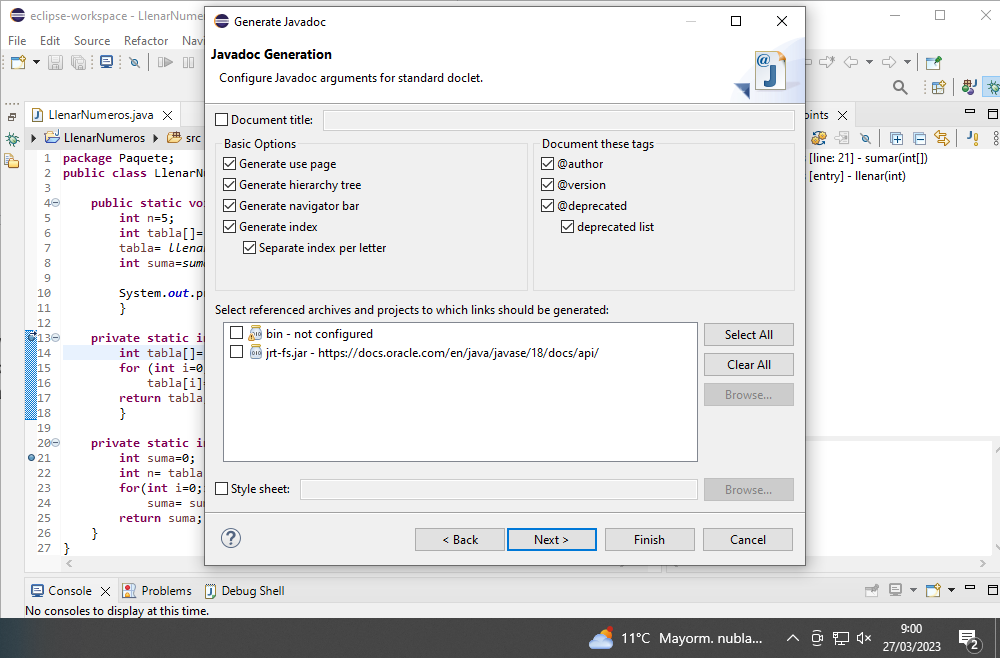 eclipse-workspace - LlenarNume
Generate Javadoc
File Edit Source Refactor Navi
Javadoc Generation
Configure Javadoc arguments for standard doclet.
@
J
LlenarNumeros.java
oints
Document title:
LlenarNumeros
src
Basic Options
Document these tags
Generate use page
@author
Generate hierarchy tree
@version
Generate navigator bar
@deprecated
Generate index
deprecated list
Separate index per letter
[line: 21] - sumar(int[])
[entry] - llenar(int)
1 package Paquete;
2 public class LlenarN
3
4 public static vo
5 int n=5;
6 int tabla[]=
7 tabla= llena
8 int suma=sum
9
10 System.out.p
11 }
12
13 private static i
14 int tabla[]=
15 for (int i=0
16 tabla[i]=
17 return tabla
18 }
19
20 private static i
21 int suma=0;
22 int n= tabla
23 for(int i=0;
24 suma= su
25 return suma;
26 }
27 }
Select referenced archives and projects to which links should be generated:
bin - not configured
jrt-fs.jar - https://docs.oracle.com/en/java/javase/18/docs/api/
Select All
Clear All
Browse...
Style sheet:
Browse...
?
< Back
Next >
Finish
Cancel
Console
Problems
Debug Shell
No consoles to display at this time.
11°C Mayorm. nubla...
9:00
27/03/2023
2